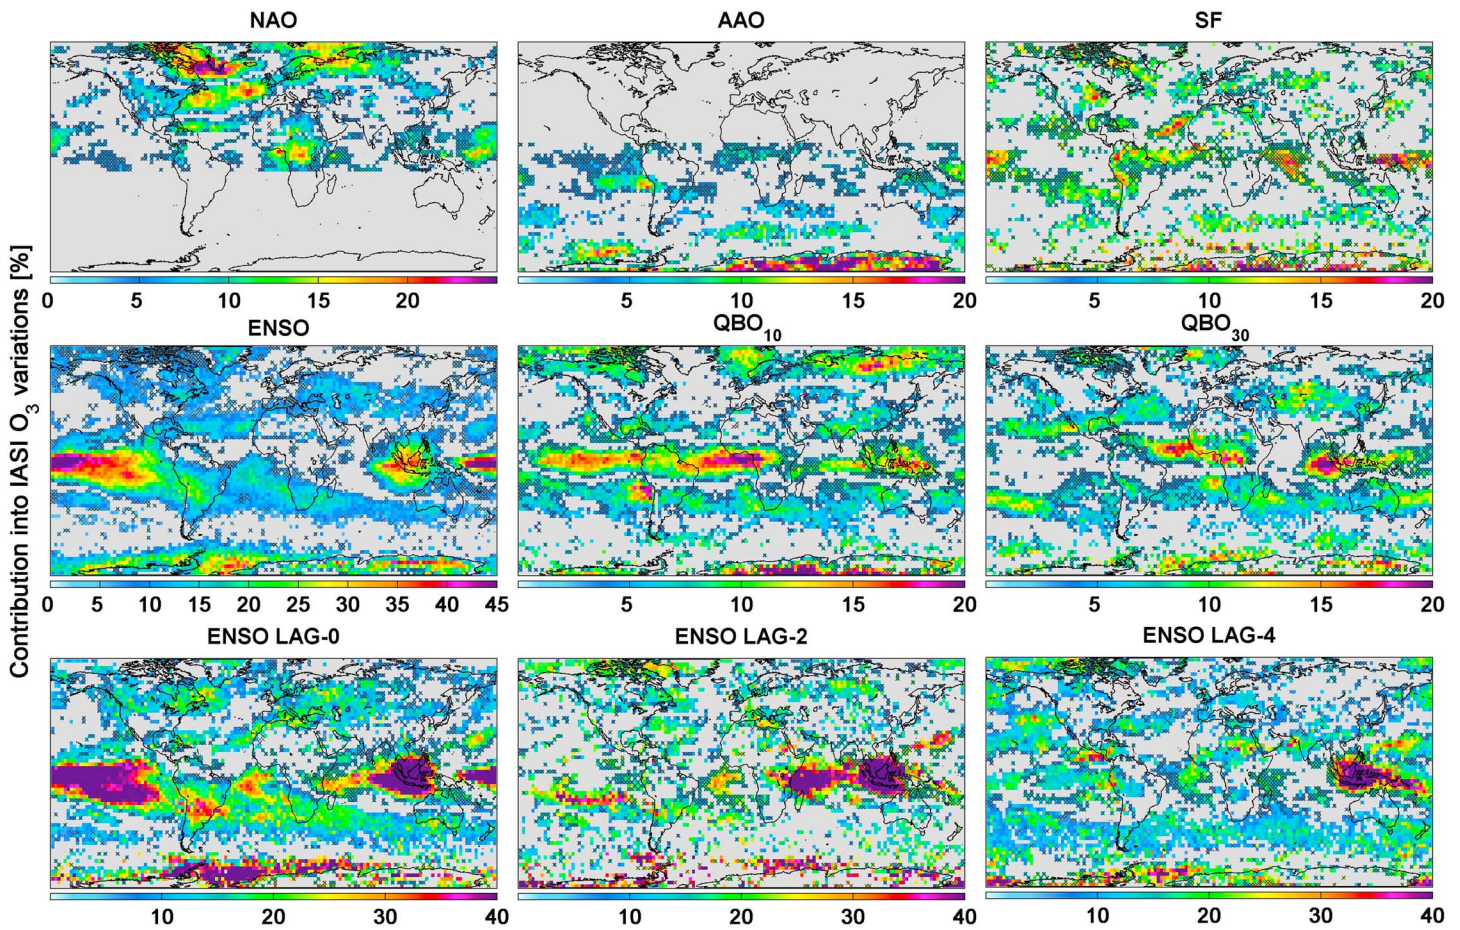 NAO
AAO
SF
Contribution into IASI O3 variations [%]
5 10 15 20
5 10 15 20
5 10 15 20
ENSO
QBO10
QBO30
0 5 10 15 20 25 30 35 40 45
5 10 15 20
5 10 15 20
ENSO LAG-0
ENSO LAG-2
ENSO LAG-4
10 20 30 40
10 20 30 40
10 20 30 40